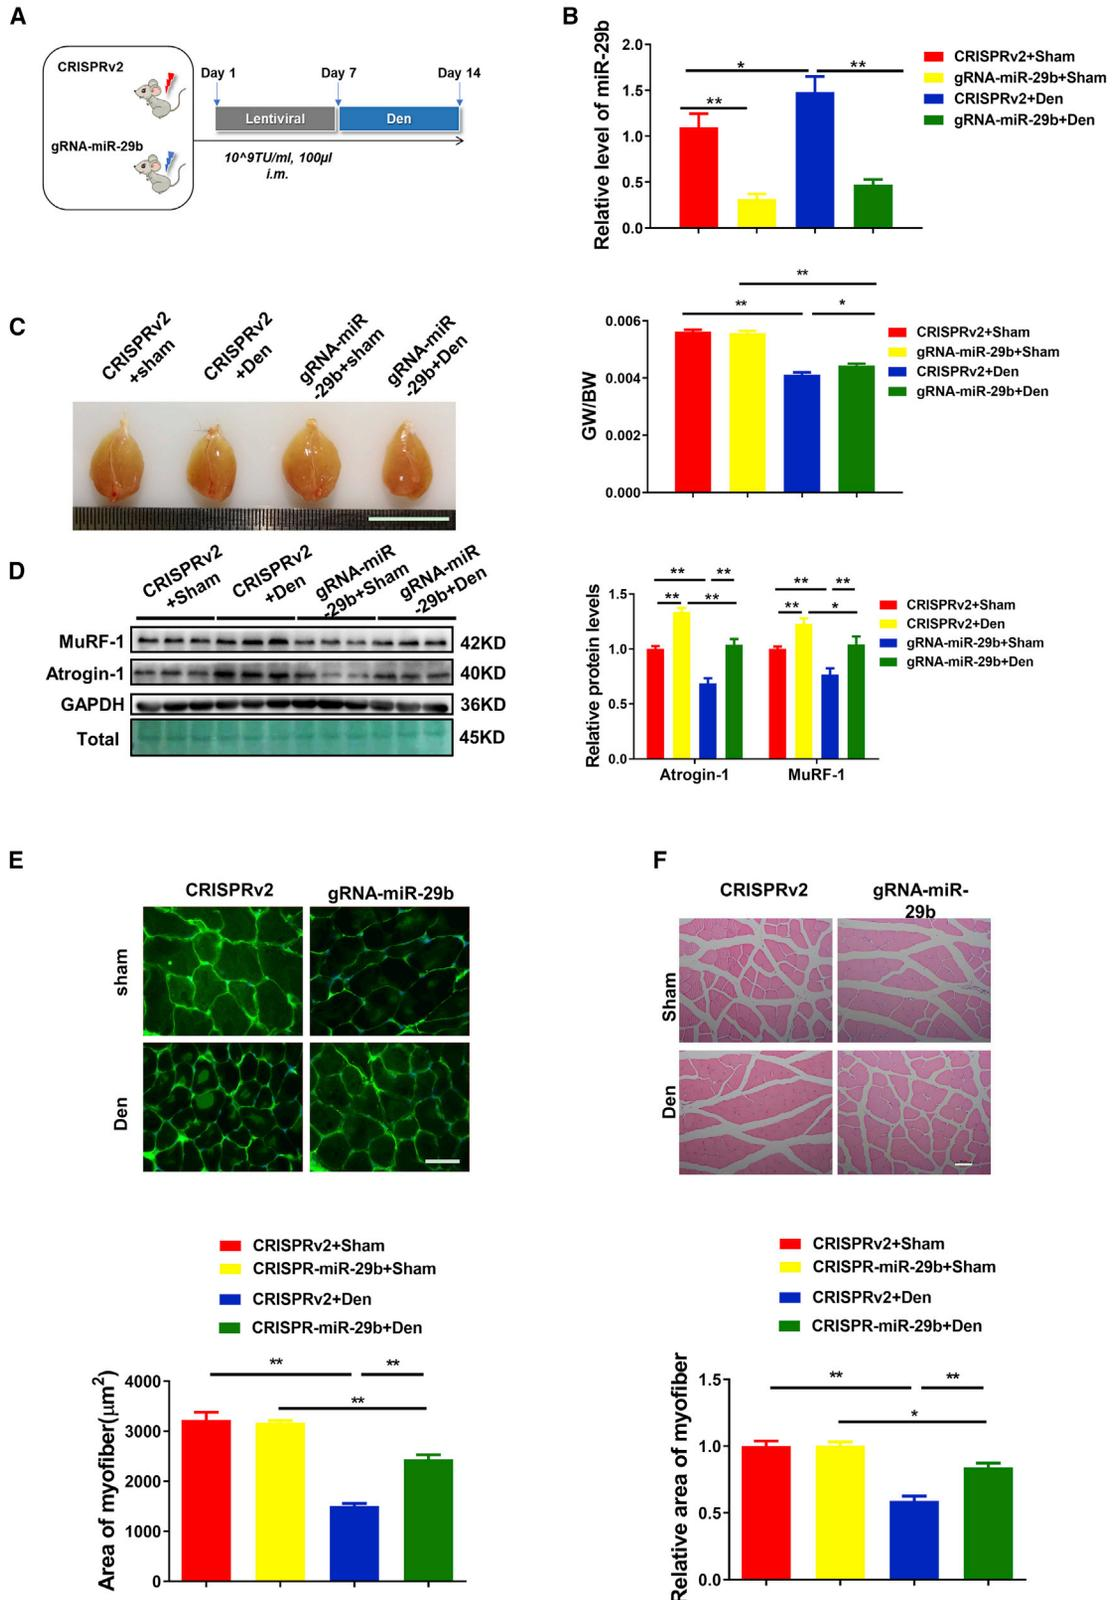 A
CRISPRv2
gRNA-miR-29b
Day 1
Day 7
Day 14
Lentiviral
Den
10^9TU/ml, 100μl
i.m.
B
Relative level of miR-29b
2.0
1.5
1.0
0.5
0.0
*
**
**
CRISPRv2+Sham
gRNA-miR-29b+Sham
CRISPRv2+Den
gRNA-miR-29b+Den
C
CRISPRv2
+sham
CRISPRv2
+Den
gRNA-miR
-29b+sham
gRNA-miR
-29b+Den
GW/BW
0.006
0.004
0.002
0.000
**
**
*
CRISPRv2+Sham
gRNA-miR-29b+Sham
CRISPRv2+Den
gRNA-miR-29b+Den
D
CRISPRv2
+Sham
CRISPRv2
+Den
gRNA-miR
-29b+Sham
gRNA-miR
-29b+Den
MuRF-1
42KD
Atrogin-1
40KD
GAPDH
36KD
Total
45KD
Relative protein levels
1.5
1.0
0.5
0.0
**
**
**
**
**
**
**
*
Atrogin-1
MuRF-1
CRISPRv2+Sham
CRISPRv2+Den
gRNA-miR-29b+Sham
gRNA-miR-29b+Den
E
CRISPRv2
gRNA-miR-29b
sham
Den
CRISPRv2+Sham
CRISPR-miR-29b+Sham
CRISPRv2+Den
CRISPR-miR-29b+Den
Area of myofiber(μm2)
4000
3000
2000
1000
0
**
**
**
F
CRISPRv2
gRNA-miR-
29b
Sham
Den
CRISPRv2+Sham
CRISPR-miR-29b+Sham
CRISPRv2+Den
CRISPR-miR-29b+Den
Relative area of myofiber
1.5
1.0
0.5
0.0
**
**
*